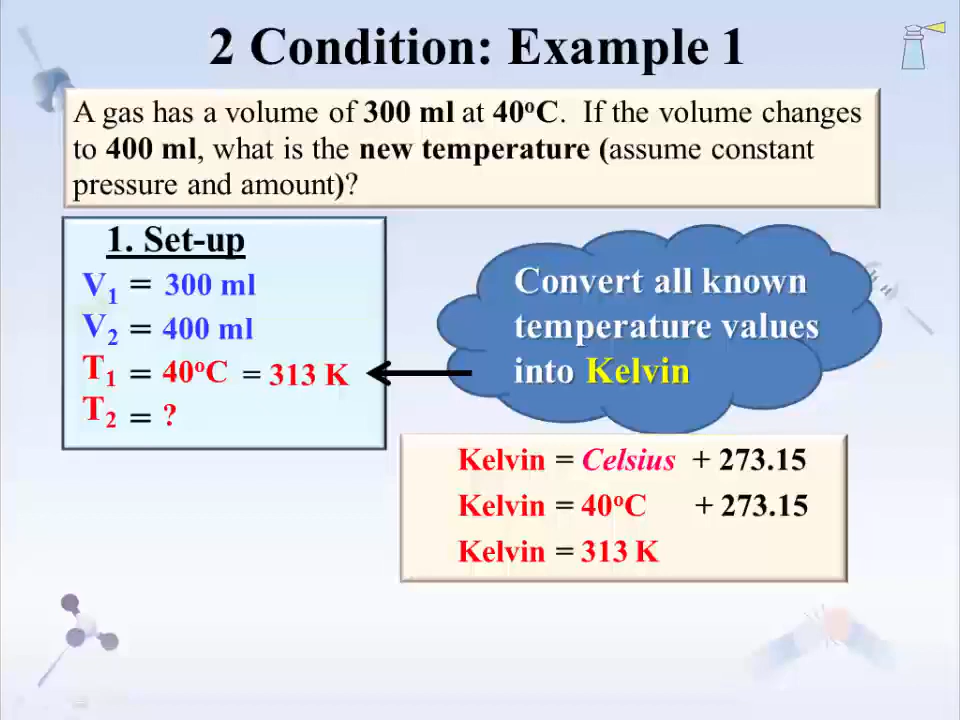 2 Condition: Example 1
A gas has a volume of 300 ml at 40°C. If the volume changes
to 400 ml, what is the new temperature (assume constant
pressure and amount)?
1. Set-up
V₁ = 300 ml
V₂ = 400 ml
T₁ = 40°C = 313 K
T₂ = ?
Convert all known
temperature values
into Kelvin
Kelvin = Celsius + 273.15
Kelvin = 40°C + 273.15
Kelvin = 313 K